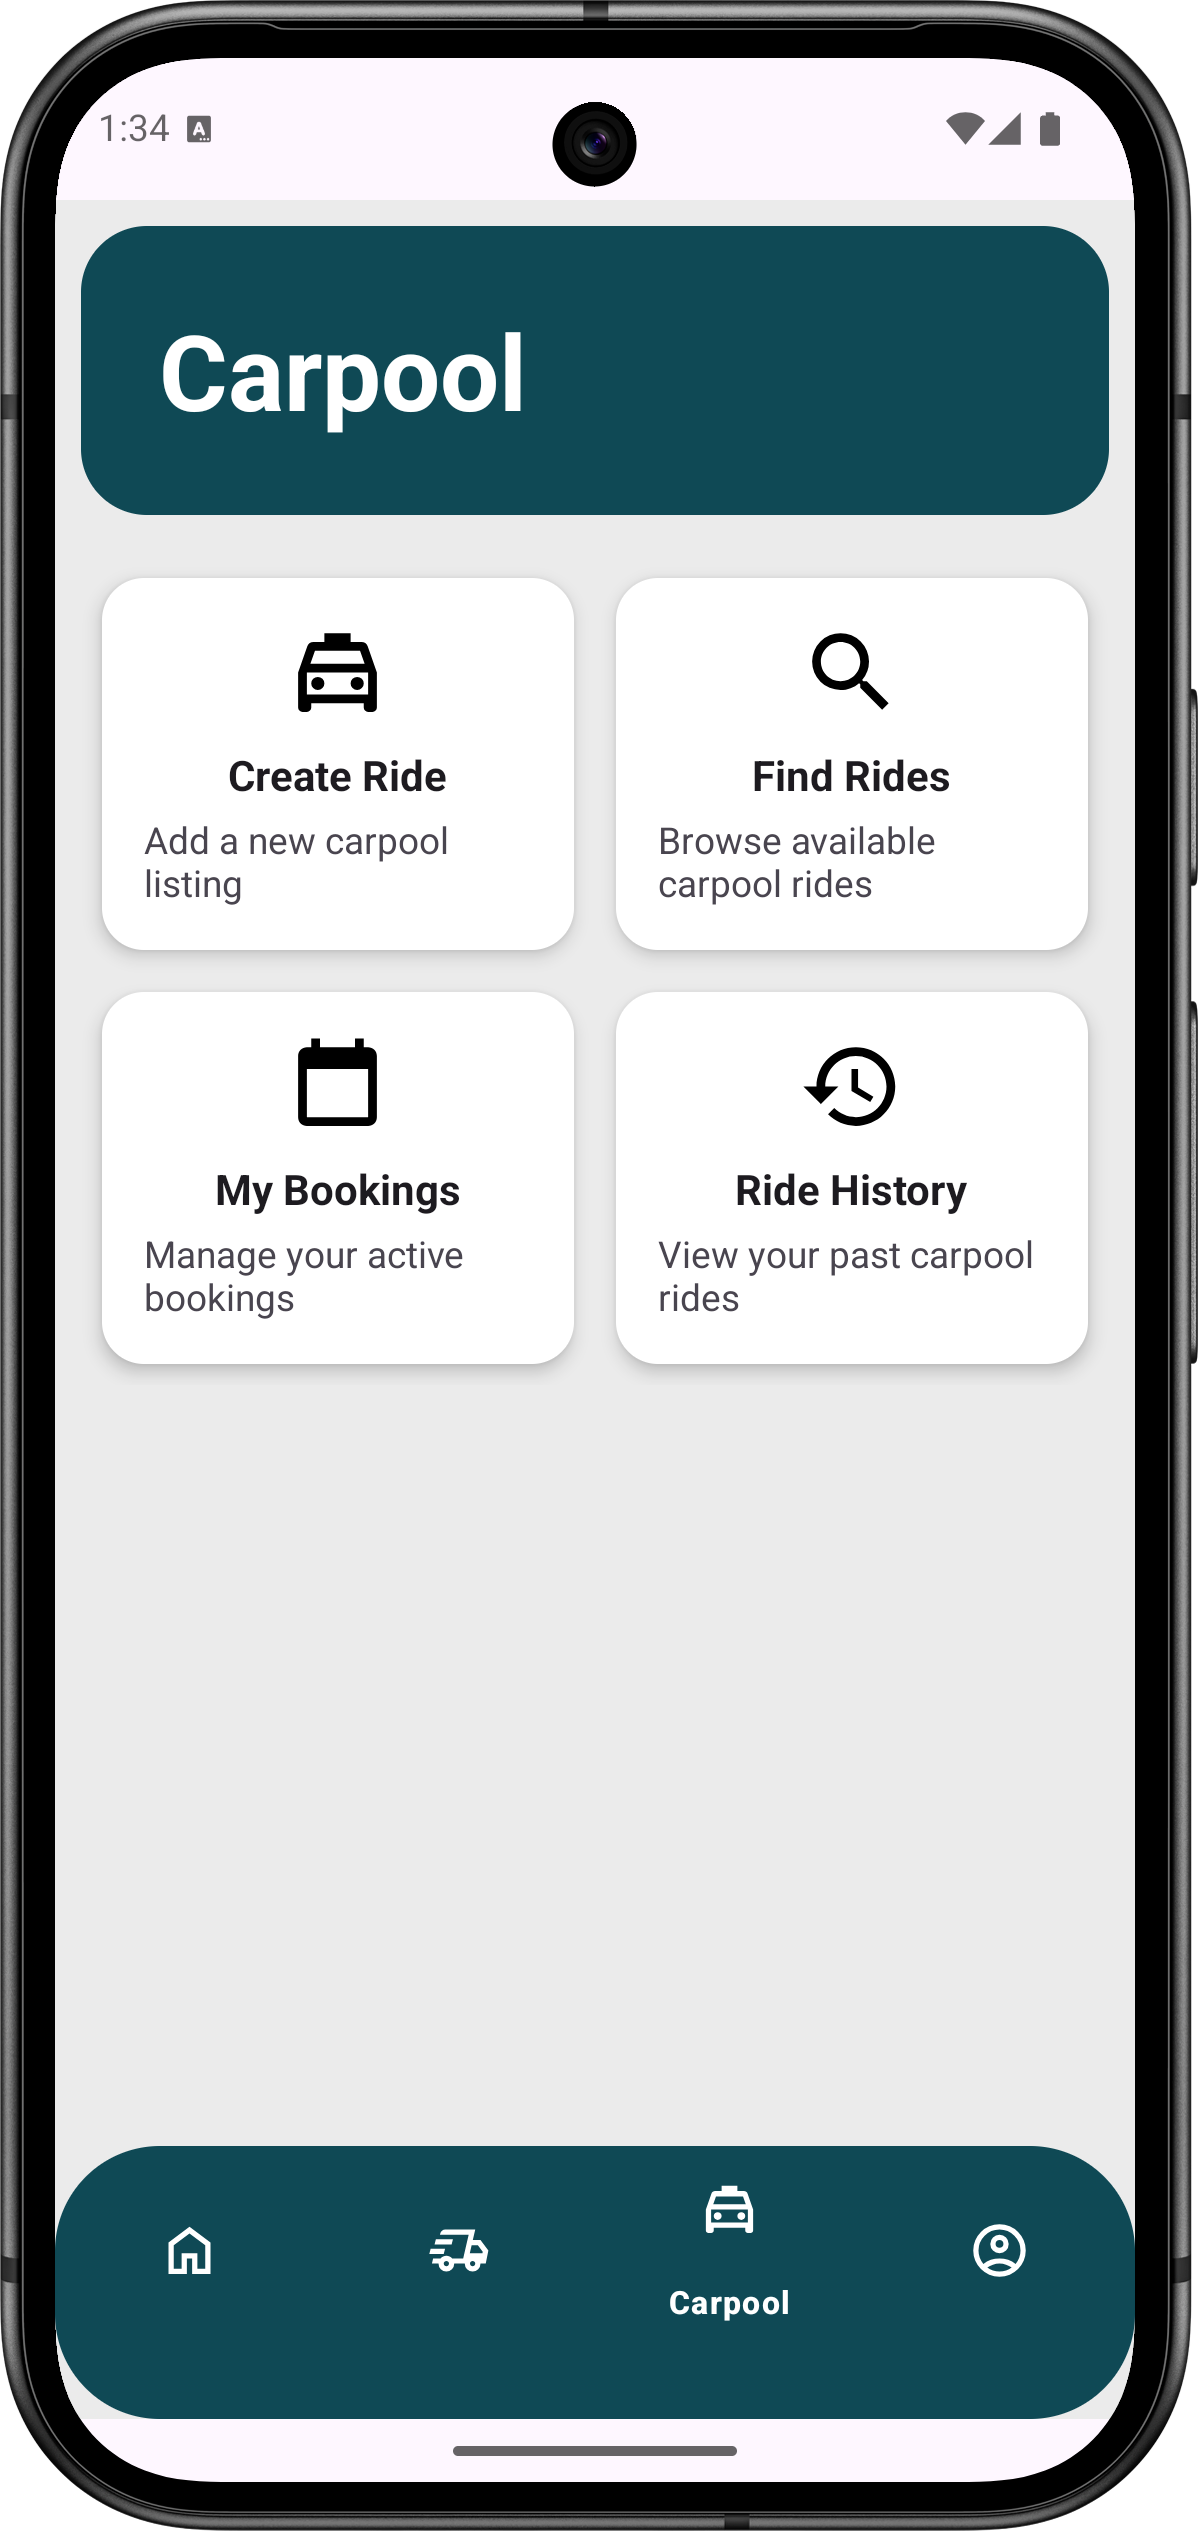 1:34
Carpool
Create Ride
Add a new carpool
listing
Find Rides
Browse available
carpool rides
My Bookings
Manage your active
bookings
Ride History
View your past carpool
rides
Carpool